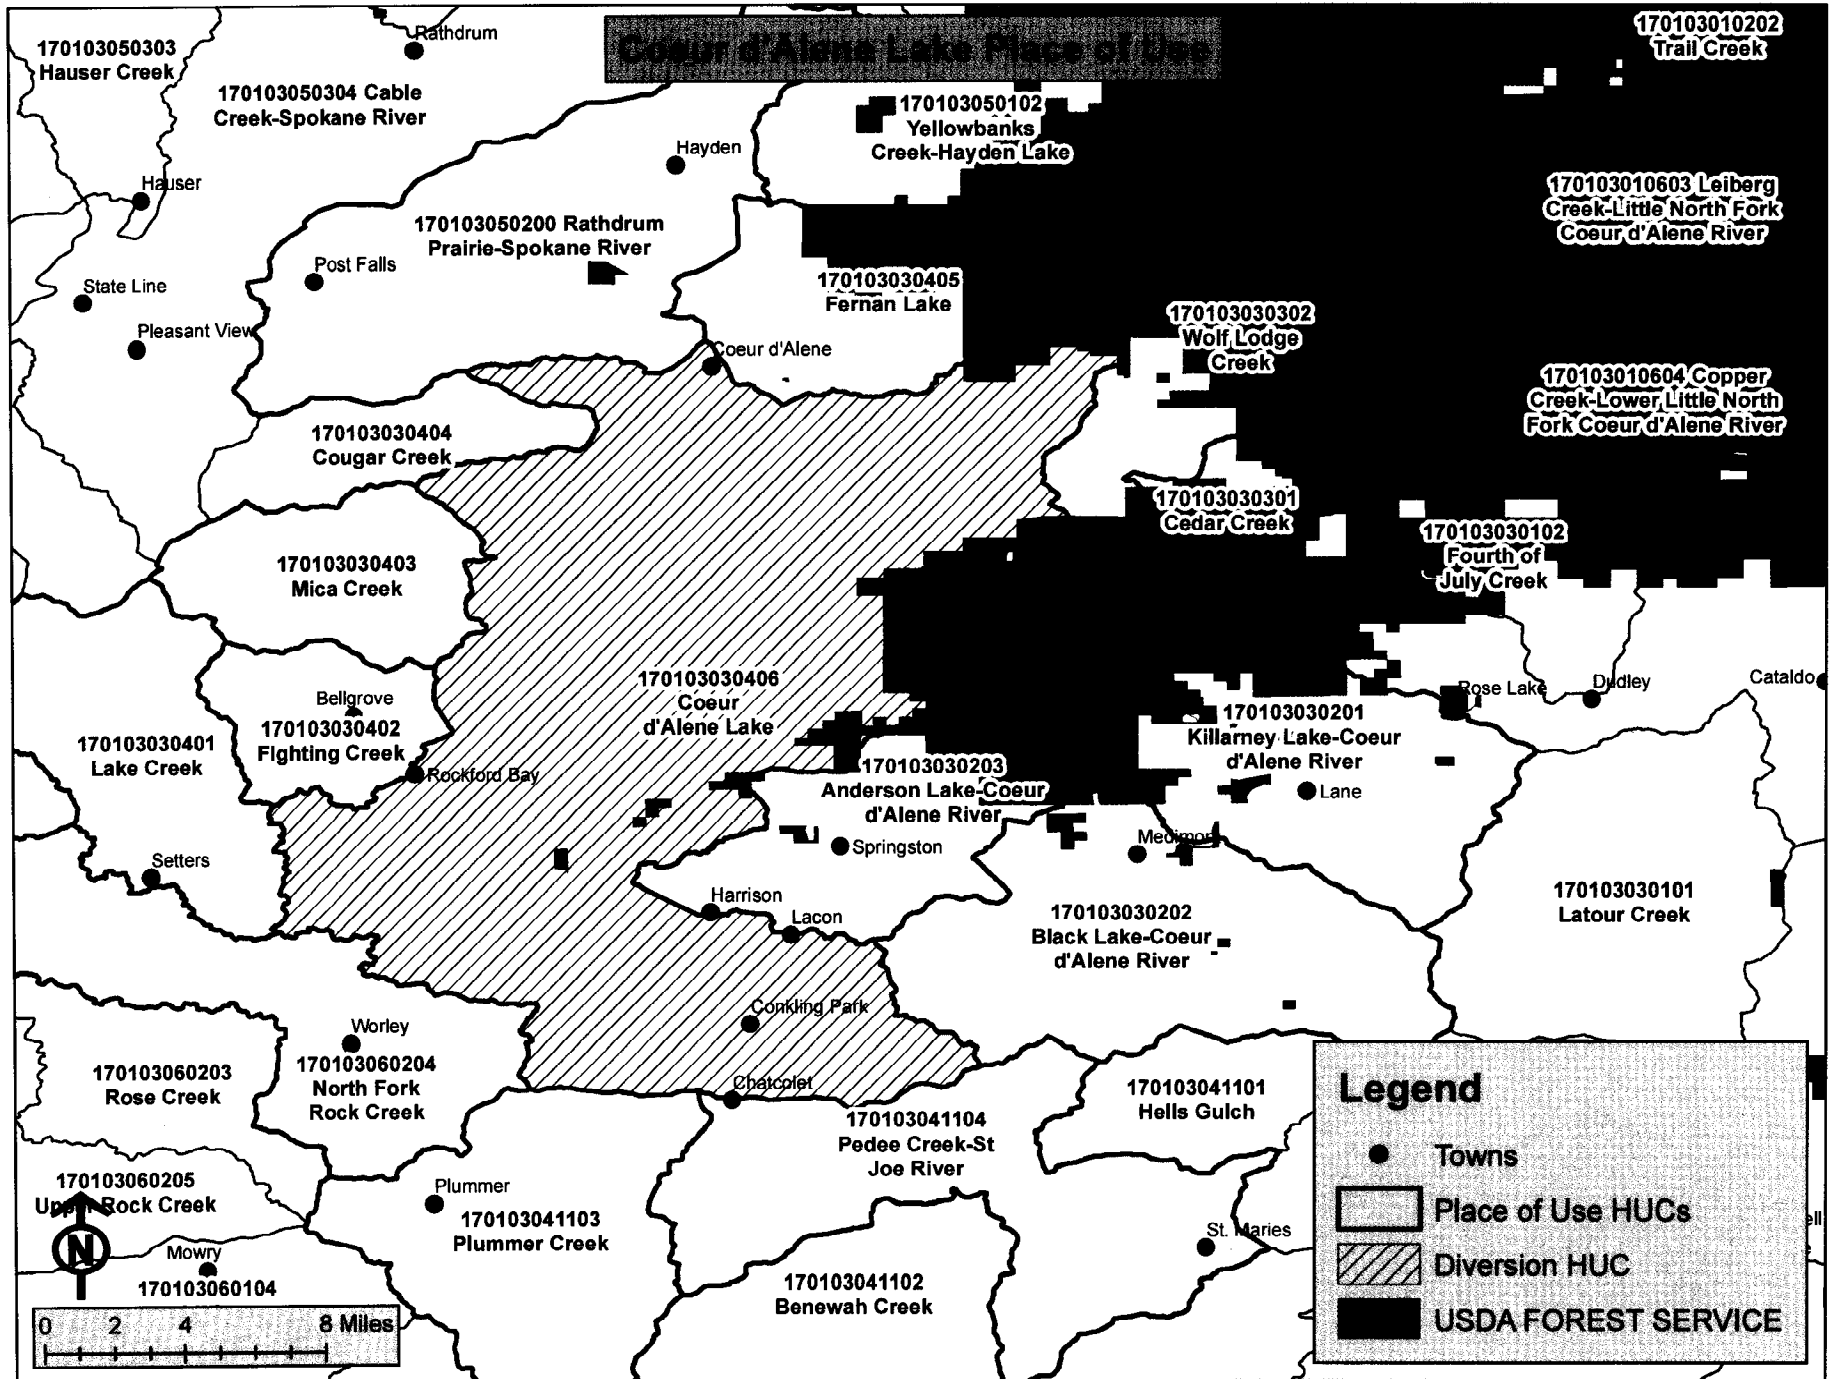 Coeur d'Alene Lake Place of Use
170103050303
Hauser Creek
Rathdrum
170103050304 Cable
Creek-Spokane River
170103050102
Yellowbanks
Creek-Hayden Lake
170103010202
Trail Creek
Hayden
Hauser
170103050200 Rathdrum
Prairie-Spokane River
170103010603 Leiberg
Creek-Little North Fork
Coeur d'Alene River
Post Falls
State Line
Pleasant View
170103030405
Fernan Lake
170103030302
Wolf Lodge
Creek
Coeur d'Alene
170103010604 Copper
Creek-Lower Little North
Fork Coeur d'Alene River
170103030404
Cougar Creek
170103030301
Cedar Creek
170103030102
Fourth of
July Creek
170103030403
Mica Creek
170103030406
Coeur
d'Alene Lake
Bellgrove
170103030402
Fighting Creek
Rockford Bay
170103030401
Lake Creek
Rose Lake
Dudley
Cataldo
170103030201
Killarney Lake-Coeur
d'Alene River
Lane
170103030203
Anderson Lake-Coeur
d'Alene River
Springston
Medimont
Setters
Harrison
Lacon
170103030202
Black Lake-Coeur
d'Alene River
170103030101
Latour Creek
Conkling Park
Worley
170103060204
North Fork
Rock Creek
170103060203
Rose Creek
Chatcolet
170103041104
Pedee Creek-St
Joe River
170103041101
Hells Gulch
170103060205
Upper Rock Creek
Plummer
170103041103
Plummer Creek
St. Maries
Mowry
170103060104
170103041102
Benewah Creek
N
0 2 4 8 Miles
Legend
Towns
Place of Use HUCs
Diversion HUC
USDA FOREST SERVICE